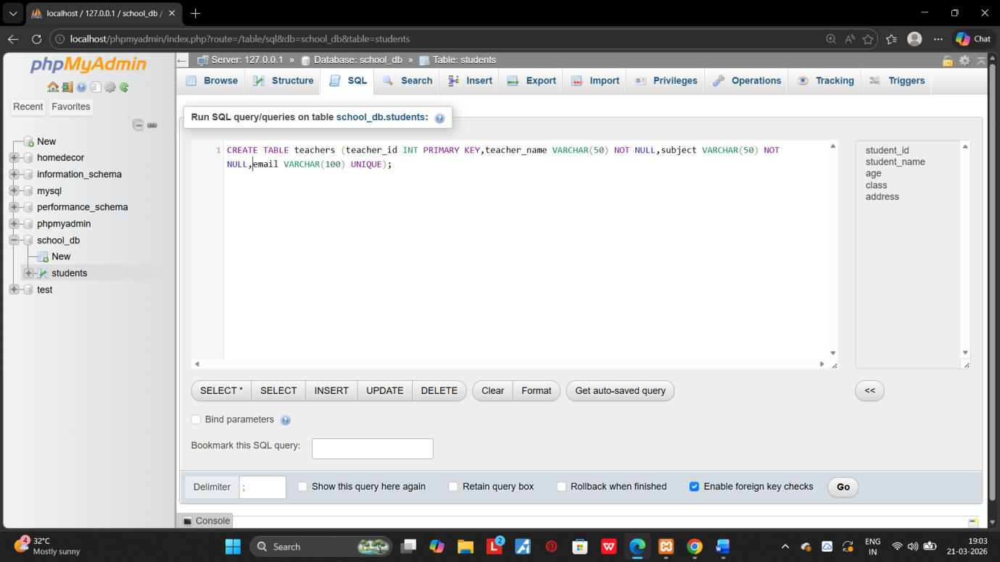 localhost / 127.0.0.1 / school_db /
localhost/phpmyadmin/index.php?route=/table/sql&db=school_db&table=students
Chat
phpMyAdmin
Server: 127.0.0.1 » Database: school_db » Table: students
Browse Structure SQL Search Insert Export Import Privileges Operations Tracking Triggers
Recent Favorites
New
homedecor
information_schema
mysql
performance_schema
phpmyadmin
school_db
New
students
test
Run SQL query/queries on table school_db.students:
1 CREATE TABLE teachers (teacher_id INT PRIMARY KEY,teacher_name VARCHAR(50) NOT NULL,subject VARCHAR(50) NOT
NULL,email VARCHAR(100) UNIQUE);
student_id
student_name
age
class
address
SELECT * SELECT INSERT UPDATE DELETE Clear Format Get auto-saved query <<
Bind parameters
Bookmark this SQL query:
Delimiter ; Show this query here again Retain query box Rollback when finished Enable foreign key checks Go
Console
4
32°C
Mostly sunny
Search
2
ENG
IN
19:03
21-03-2026